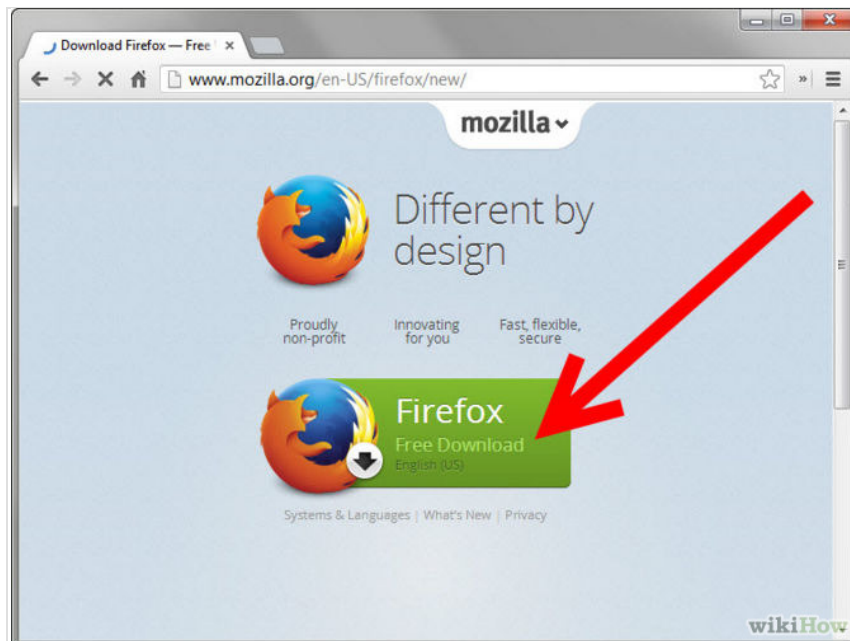 Download Firefox — Free
www.mozilla.org/en-US/firefox/new/
mozilla
Different by
design
Proudly
non-profit
Innovating
for you
Fast, flexible,
secure
Firefox
Free Download
English (US)
Systems & Languages | What's New | Privacy
wikiHow